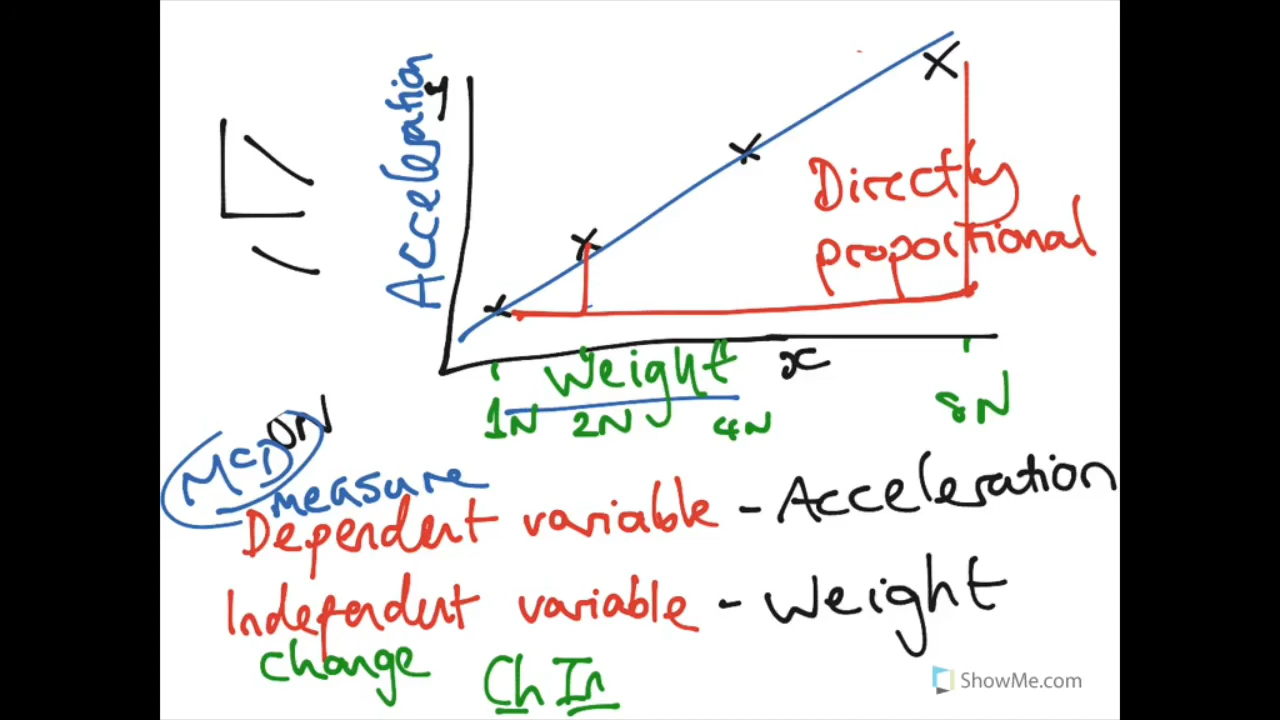 y
Acceleration
Directly
proportional
x
Weight
1N 2N 4N 8N
McDON
measure
Dependent variable - Acceleration
Independent variable - Weight
change Ch In
ShowMe.com